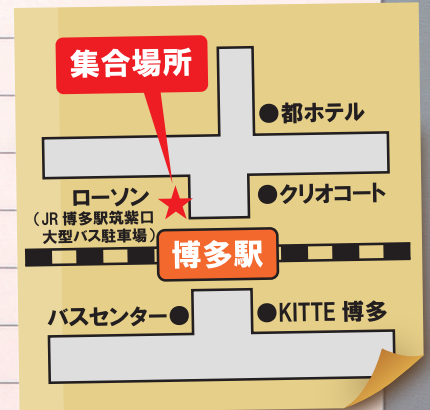 集合場所
●都ホテル
ローソン
（JR 博多駅筑紫口
大型バス駐車場）
●クリオコート
博多駅
バスセンター●
●KITTE 博多